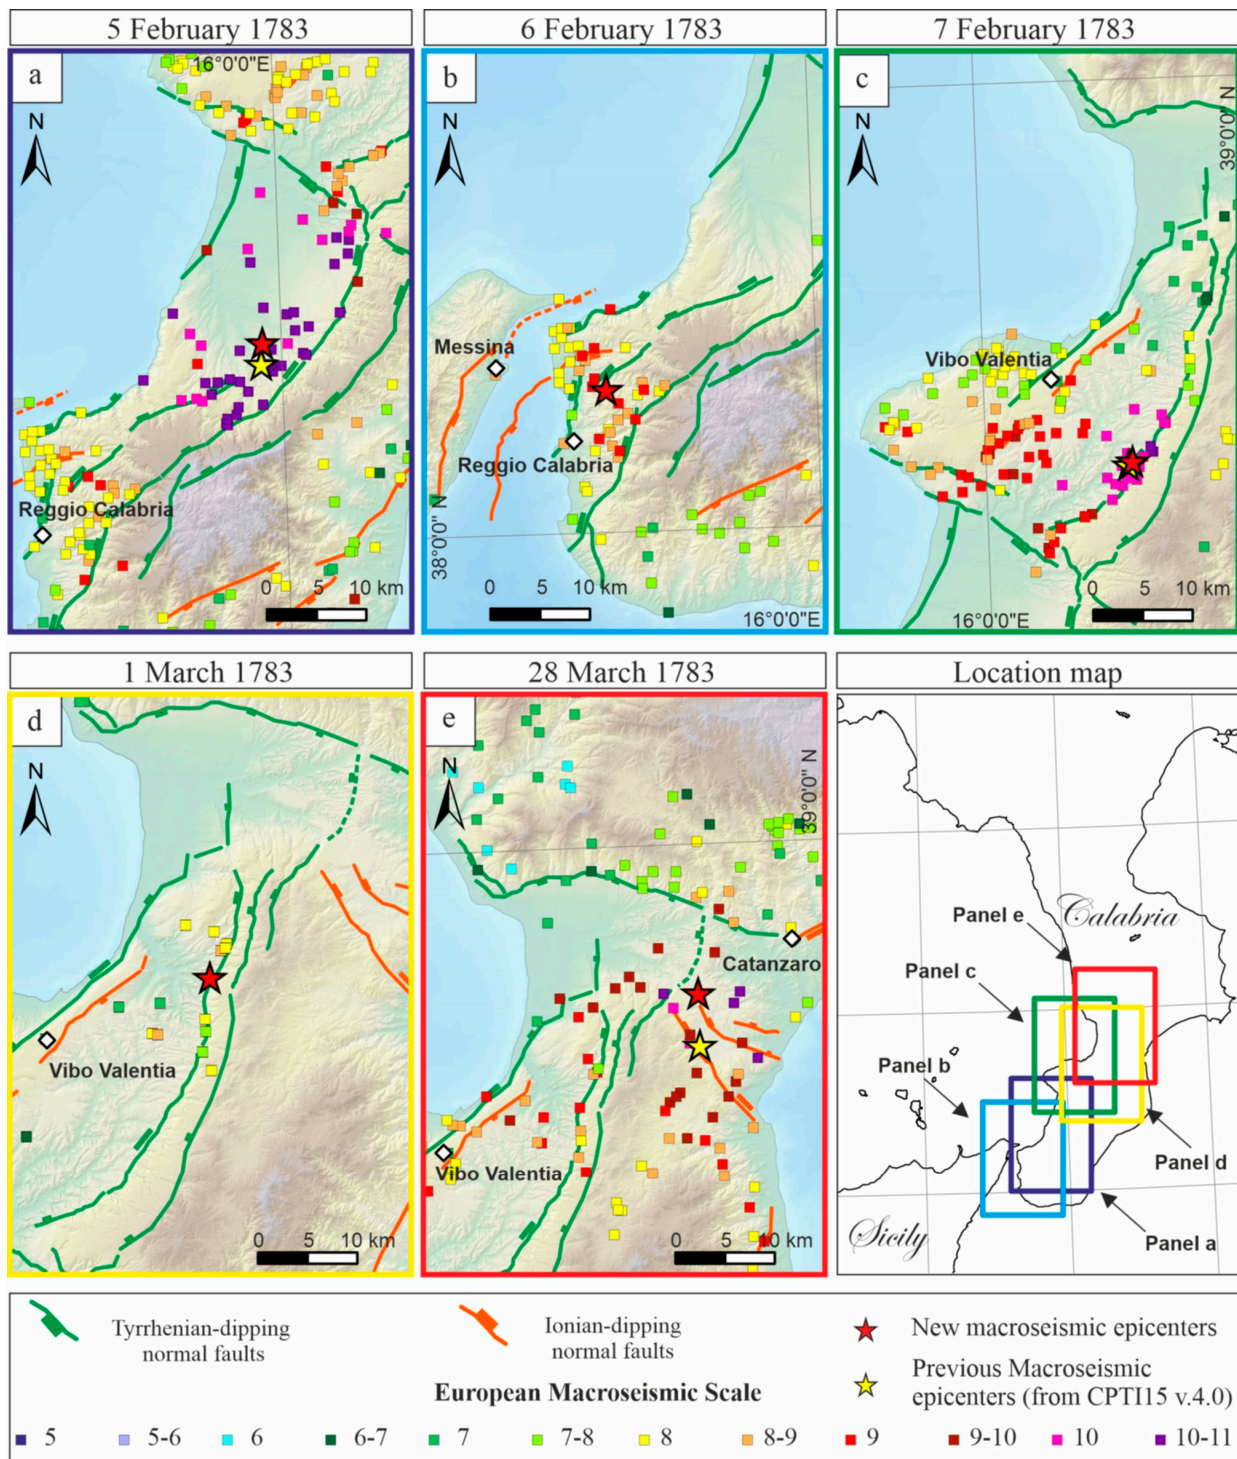 5 February 1783
6 February 1783
7 February 1783
a
16°0'0"E
N
Reggio Calabria
0 5 10 km
b
N
Messina
Reggio Calabria
38°0'0" N
0 5 10 km
16°0'0"E
c
N
39°0'0" N
Vibo Valentia
0 5 10 km
16°0'0"E
1 March 1783
28 March 1783
Location map
d
N
Vibo Valentia
0 5 10 km
e
N
39°0'0" N
Catanzaro
Vibo Valentia
0 5 10 km
Panel e
Calabria
Panel c
Panel b
Panel d
Sicily
Panel a
Tyrrhenian-dipping
normal faults
Ionian-dipping
normal faults
New macroseismic epicenters
Previous Macroseismic
epicenters (from CPTI15 v.4.0)
European Macroseismic Scale
5 5-6 6 6-7 7 7-8 8 8-9 9 9-10 10 10-11